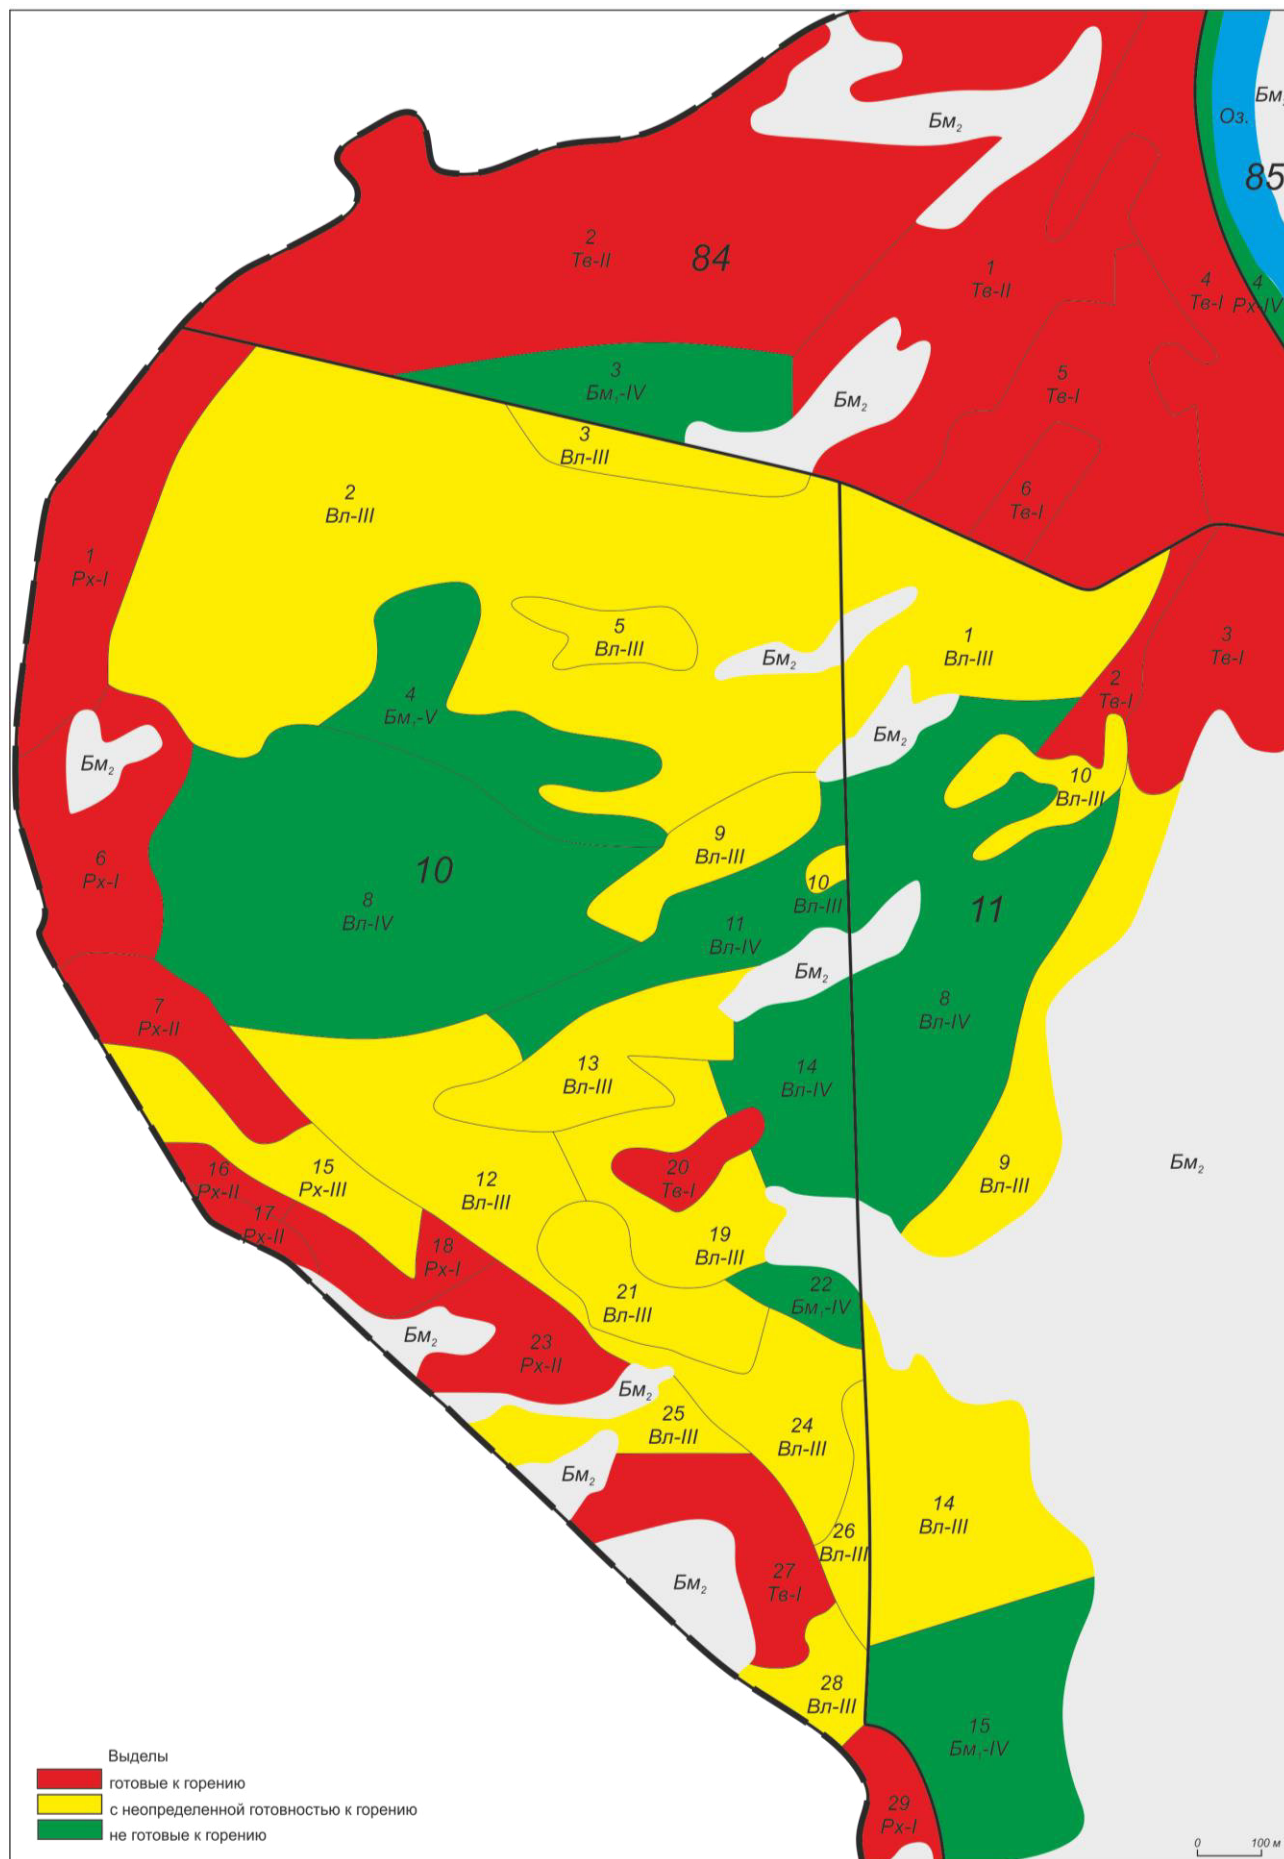 Бм₂
Бм₂
Оз.
85
2
Тв-II
84
1
Тв-II
4
Тв-I
4
Рх-IV
3
Бм₁-IV
Бм₂
5
Тв-I
3
Вл-III
2
Вл-III
6
Тв-I
1
Рх-I
5
Вл-III
Бм₂
1
Вл-III
3
Тв-I
2
Тв-I
4
Бм₁-V
Бм₂
Бм₂
10
Вл-III
9
Вл-III
6
Рх-I
10
8
Вл-IV
10
Вл-III
11
11
Вл-IV
Бм₂
7
Рх-II
8
Вл-IV
13
Вл-III
14
Вл-IV
16
Рх-II
15
Рх-III
12
Вл-III
20
Тв-I
9
Вл-III
Бм₂
17
Рх-II
18
Рх-I
19
Вл-III
21
Вл-III
22
Бм₁-IV
Бм₂
23
Рх-II
Бм₂
25
Вл-III
24
Вл-III
Бм₂
14
Вл-III
26
Вл-III
Бм₂
27
Тв-I
28
Вл-III
15
Бм₁-IV
29
Рх-I
Выделы
готовые к горению
с неопределенной готовностью к горению
не готовые к горению
0 100 м